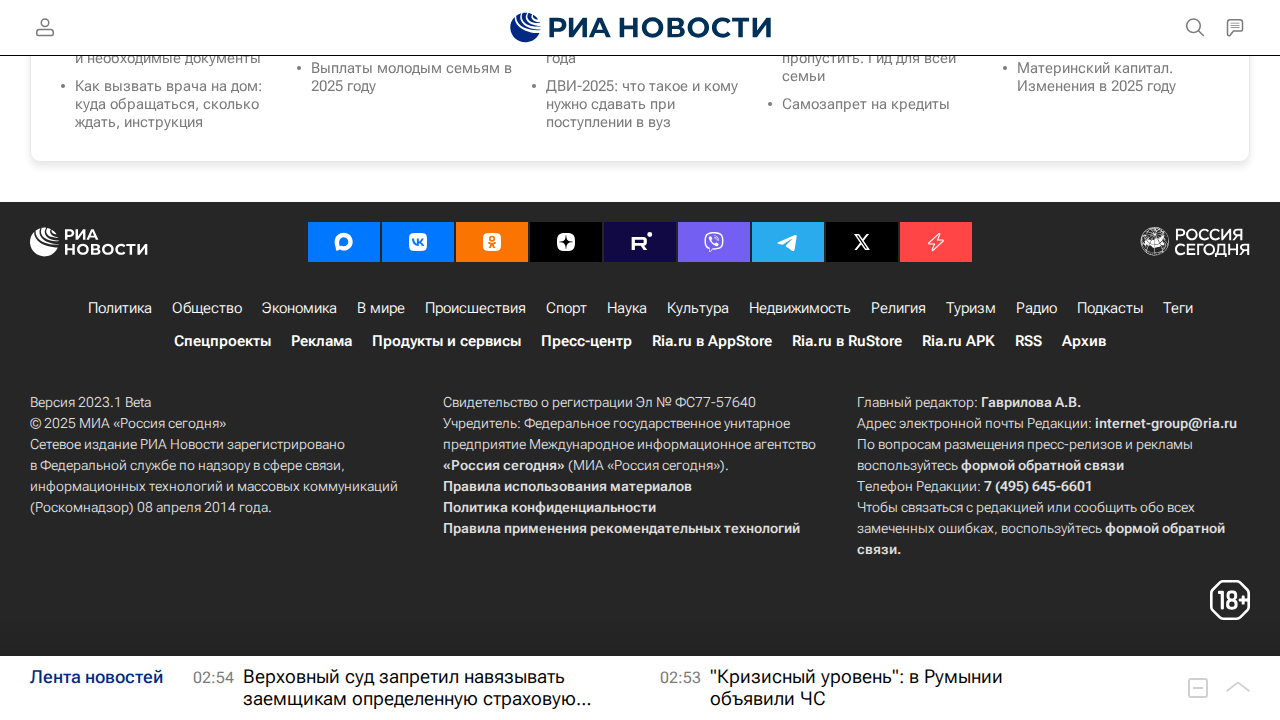 РИА НОВОСТИ
и необходимые документы
Как вызвать врача на дом:
куда обращаться, сколько
ждать, инструкция
Выплаты молодым семьям в
2025 году
года
ДВИ-2025: что такое и кому
нужно сдавать при
поступлении в вуз
пропустить. Гид для всей
семьи
Самозапрет на кредиты
Материнский капитал.
Изменения в 2025 году
РИА
НОВОСТИ
РОССИЯ
СЕГОДНЯ
Политика Общество Экономика В мире Происшествия Спорт Наука Культура Недвижимость Религия Туризм Радио Подкасты Теги
Спецпроекты Реклама Продукты и сервисы Пресс-центр Ria.ru в AppStore Ria.ru в RuStore Ria.ru APK RSS Архив
Версия 2023.1 Beta
© 2025 МИА «Россия сегодня»
Сетевое издание РИА Новости зарегистрировано
в Федеральной службе по надзору в сфере связи,
информационных технологий и массовых коммуникаций
(Роскомнадзор) 08 апреля 2014 года.
Свидетельство о регистрации Эл № ФС77-57640
Учредитель: Федеральное государственное унитарное
предприятие Международное информационное агентство
«Россия сегодня» (МИА «Россия сегодня»).
Правила использования материалов
Политика конфиденциальности
Правила применения рекомендательных технологий
Главный редактор: Гаврилова А.В.
Адрес электронной почты Редакции: internet-group@ria.ru
По вопросам размещения пресс-релизов и рекламы
воспользуйтесь формой обратной связи
Телефон Редакции: 7 (495) 645-6601
Чтобы связаться с редакцией или сообщить обо всех
замеченных ошибках, воспользуйтесь формой обратной
связи.
18+
Лента новостей
02:54 Верховный суд запретил навязывать
заемщикам определенную страховую...
02:53 "Кризисный уровень": в Румынии
объявили ЧС